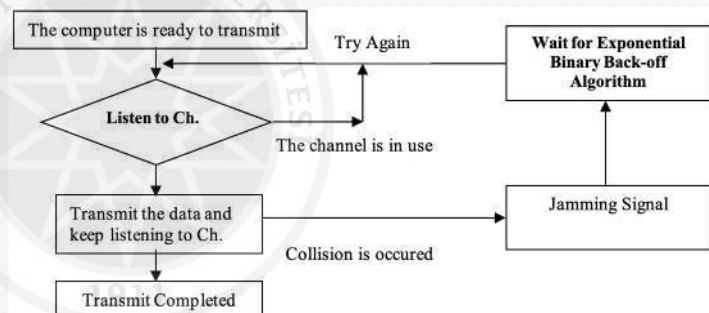 The computer is ready to transmit
Try Again
Wait for Exponential
Binary Back-off
Algorithm
Listen to Ch.
The channel is in use
Transmit the data and
keep listening to Ch.
Jamming Signal
Collision is occured
Transmit Completed
1911